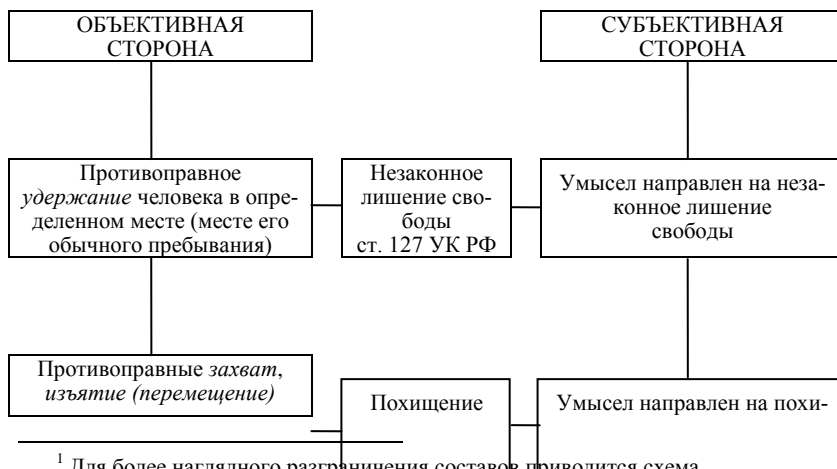 ОБЪЕКТИВНАЯ
СТОРОНА
СУБЪЕКТИВНАЯ
СТОРОНА
Противоправное
удержание человека в опре-
деленном месте (месте его
обычного пребывания)
Незаконное
лишение сво-
боды
ст. 127 УК РФ
Умысел направлен на неза-
конное лишение
свободы
Противоправные захват,
изъятие (перемещение)
Похищение
Умысел направлен на похи-
1 Для более наглядного разграничения составов приводится схема